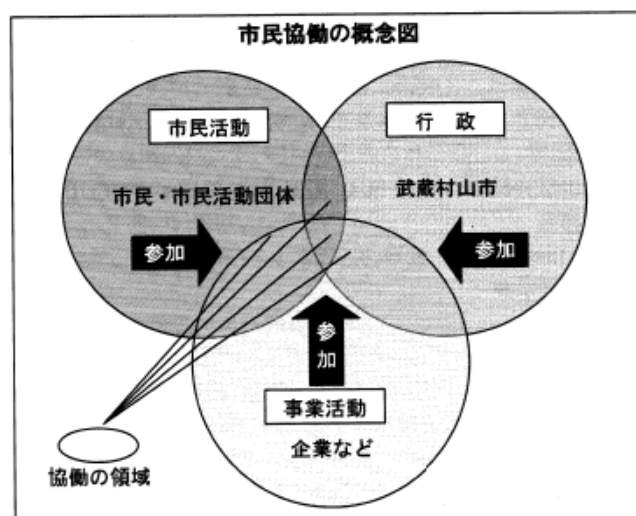 市民協働の概念図
市民活動
行 政
市民・市民活動団体
武蔵村山市
参加
参加
参加
事業活動
企業など
協働の領域